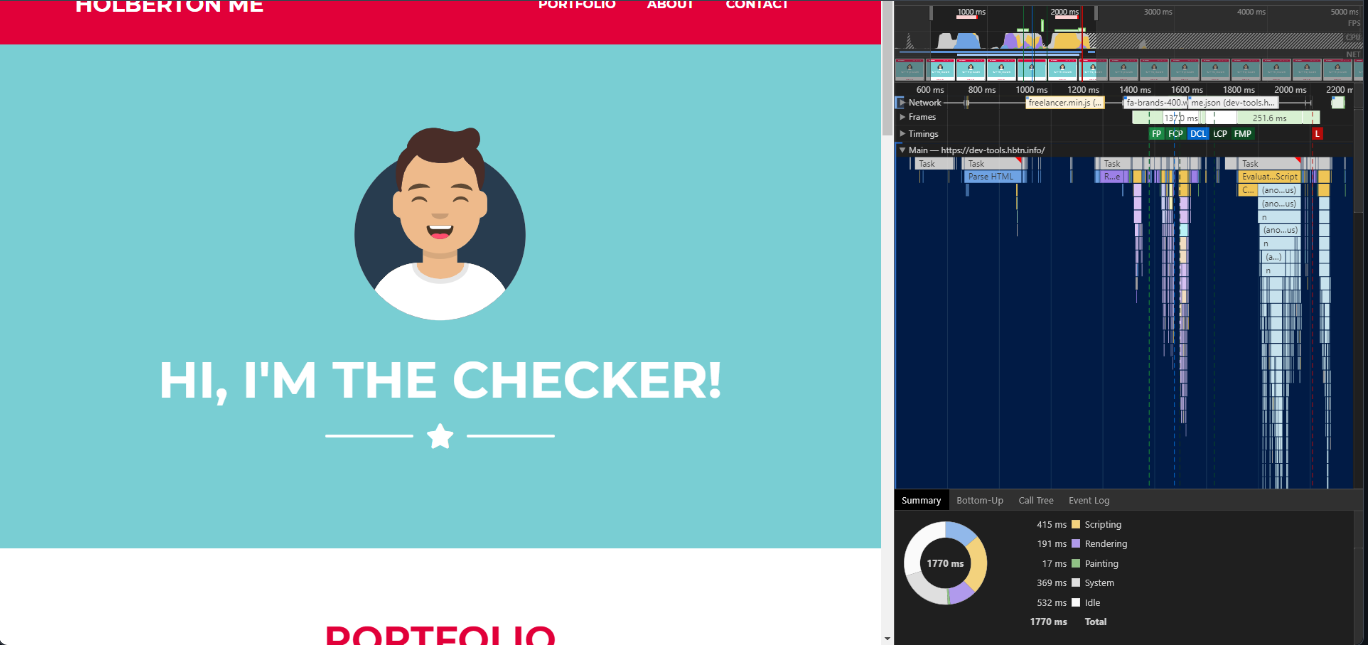 HOLBERTON ME
PORTFOLIO ABOUT CONTACT
HI, I'M THE CHECKER!
PORTFOLIO
1000 ms 2000 ms 3000 ms 4000 ms 5000 ms
FPS
CPU
NET
600 ms 800 ms 1000 ms 1200 ms 1400 ms 1600 ms 1800 ms 2000 ms 2200 m
Network freelancer.min.js (... fa-brands-400.w me.json (dev-tools.h...
Frames 137.0 ms 251.6 ms
Timings FP FCP DCL LCP FMP L
Main — https://dev-tools.hbtn.info/
Task Task Task Task
Parse HTML R...e Evaluat...Script
C... (ano...us)
(ano...us)
n
(ano...us)
n
(a...)
n
Summary Bottom-Up Call Tree Event Log
1770 ms
415 ms Scripting
191 ms Rendering
17 ms Painting
369 ms System
532 ms Idle
1770 ms Total